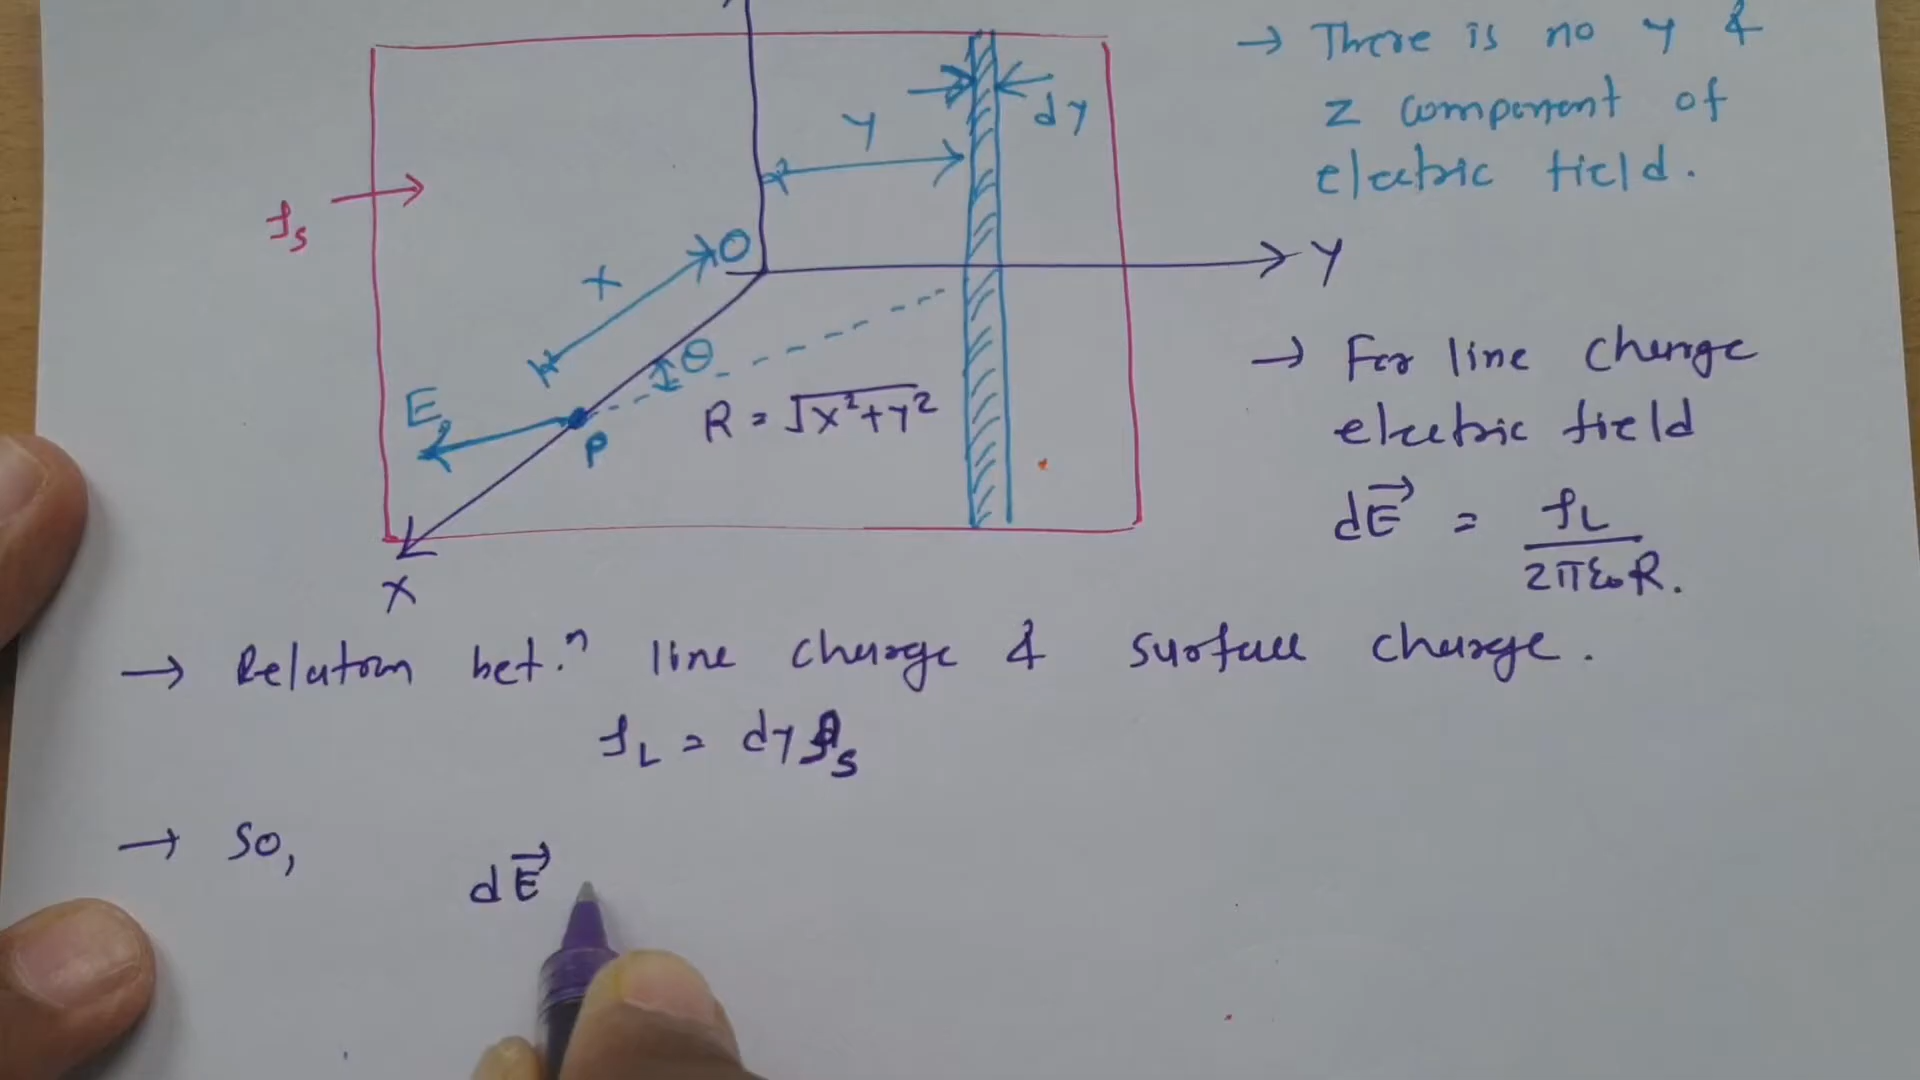 → There is no y &
z component of
electric field.
dy
y
ρs
O
x
Y
θ
E
P
R = √x²+y²
X
→ For line charge
electric field
dE⃗ = ρL / 2πε₀R.
→ Relation bet.ⁿ line charge & surface charge.
ρL = dy ρs
→ So,
dE⃗